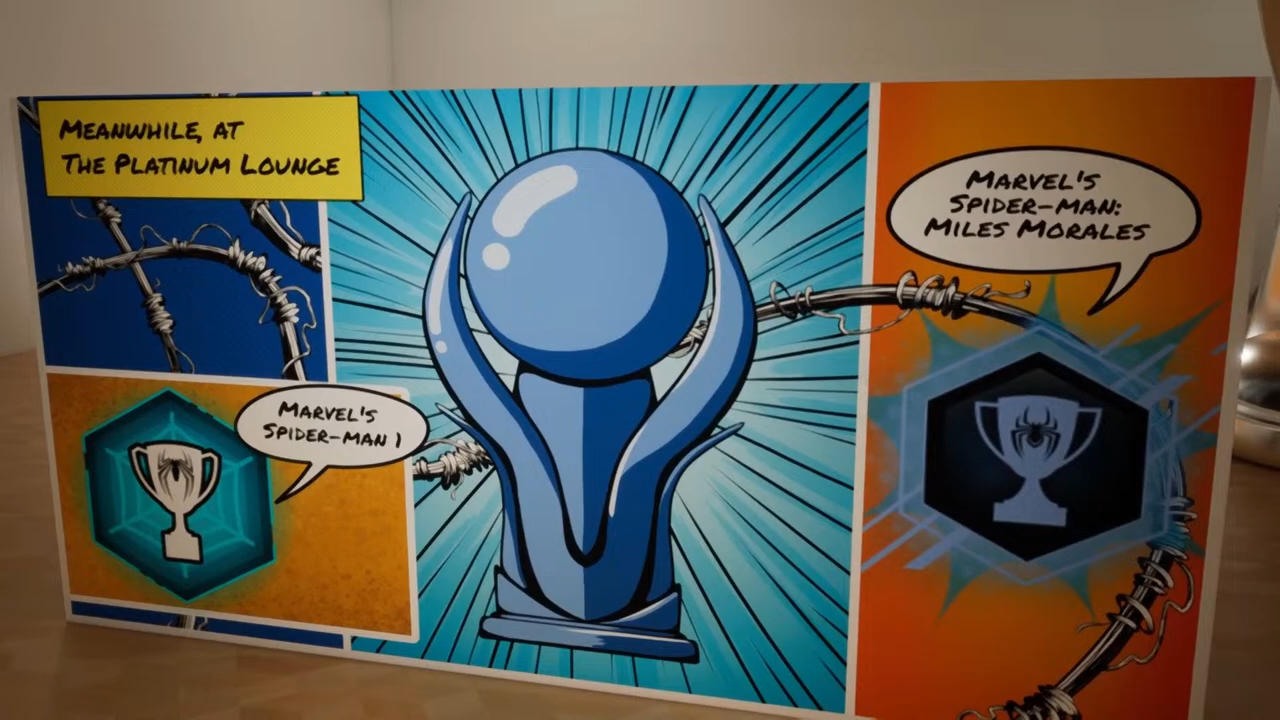 MEANWHILE, AT
THE PLATINUM LOUNGE
MARVEL'S
SPIDER-MAN 1
MARVEL'S
SPIDER-MAN:
MILES MORALES